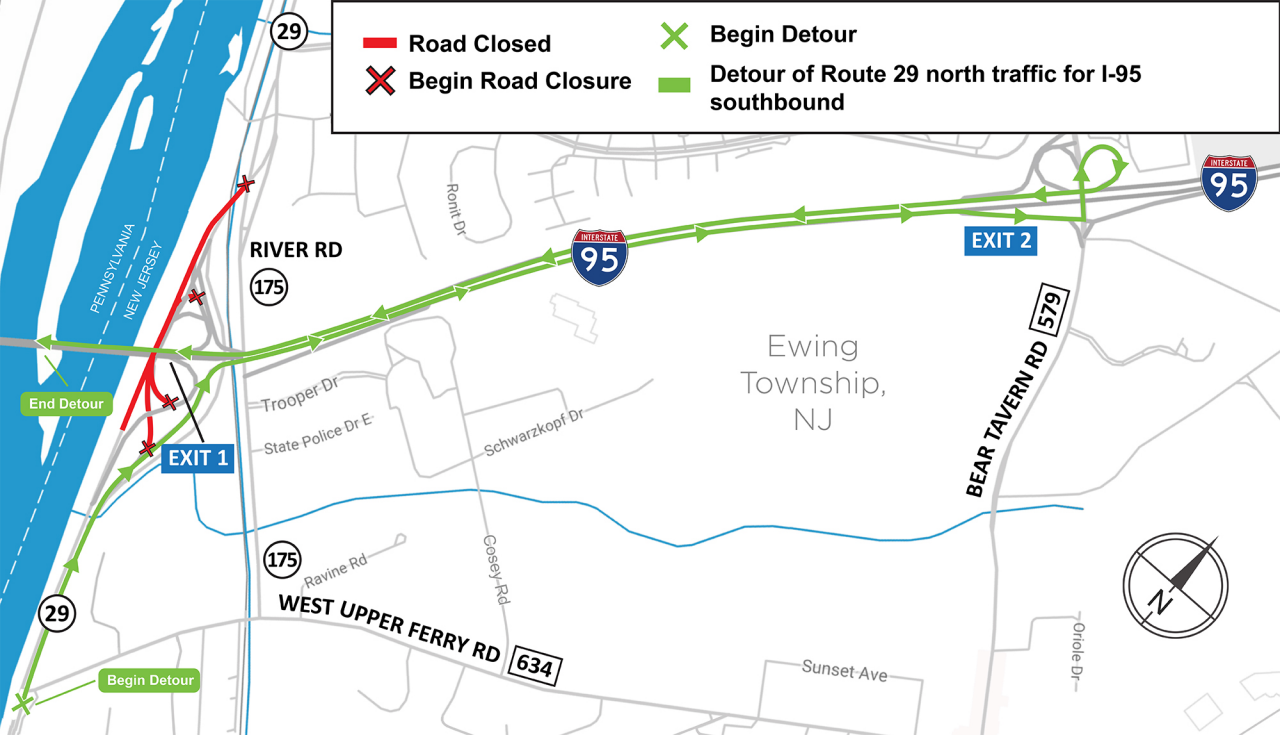 29
Road Closed
Begin Road Closure
Begin Detour
Detour of Route 29 north traffic for I-95
southbound
INTERSTATE
95
Ronit Dr
PENNSYLVANIA
NEW JERSEY
RIVER RD
175
INTERSTATE
95
EXIT 2
579
BEAR TAVERN RD
Ewing
Township,
NJ
End Detour
EXIT 1
Trooper Dr
State Police Dr E
Schwarzkopf Dr
175
Ravine Rd
Cosey Rd
29
WEST UPPER FERRY RD
634
Begin Detour
Sunset Ave
Oriole Dr
N